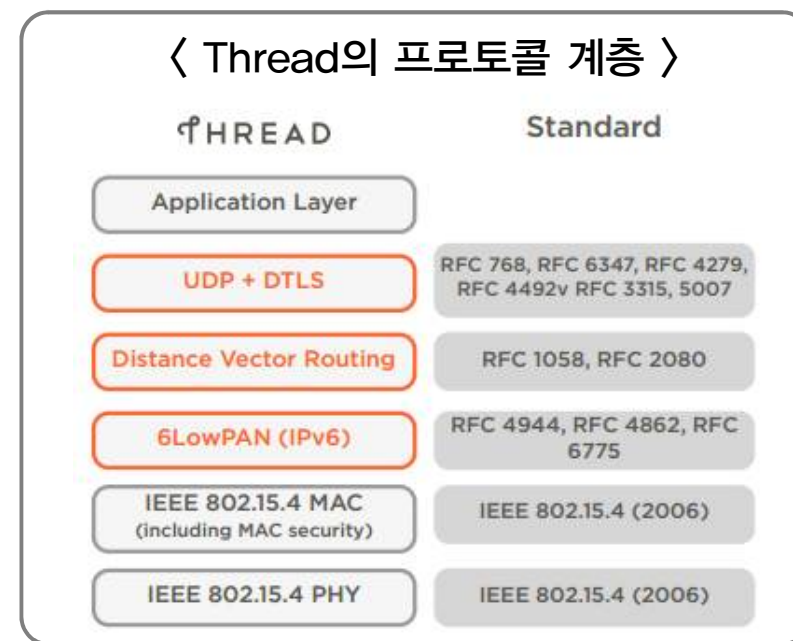 〈 Thread의 프로토콜 계층 〉
THREAD Standard
Application Layer
UDP + DTLS
RFC 768, RFC 6347, RFC 4279,
RFC 4492v RFC 3315, 5007
Distance Vector Routing
RFC 1058, RFC 2080
6LowPAN (IPv6)
RFC 4944, RFC 4862, RFC
6775
IEEE 802.15.4 MAC
(including MAC security)
IEEE 802.15.4 (2006)
IEEE 802.15.4 PHY
IEEE 802.15.4 (2006)